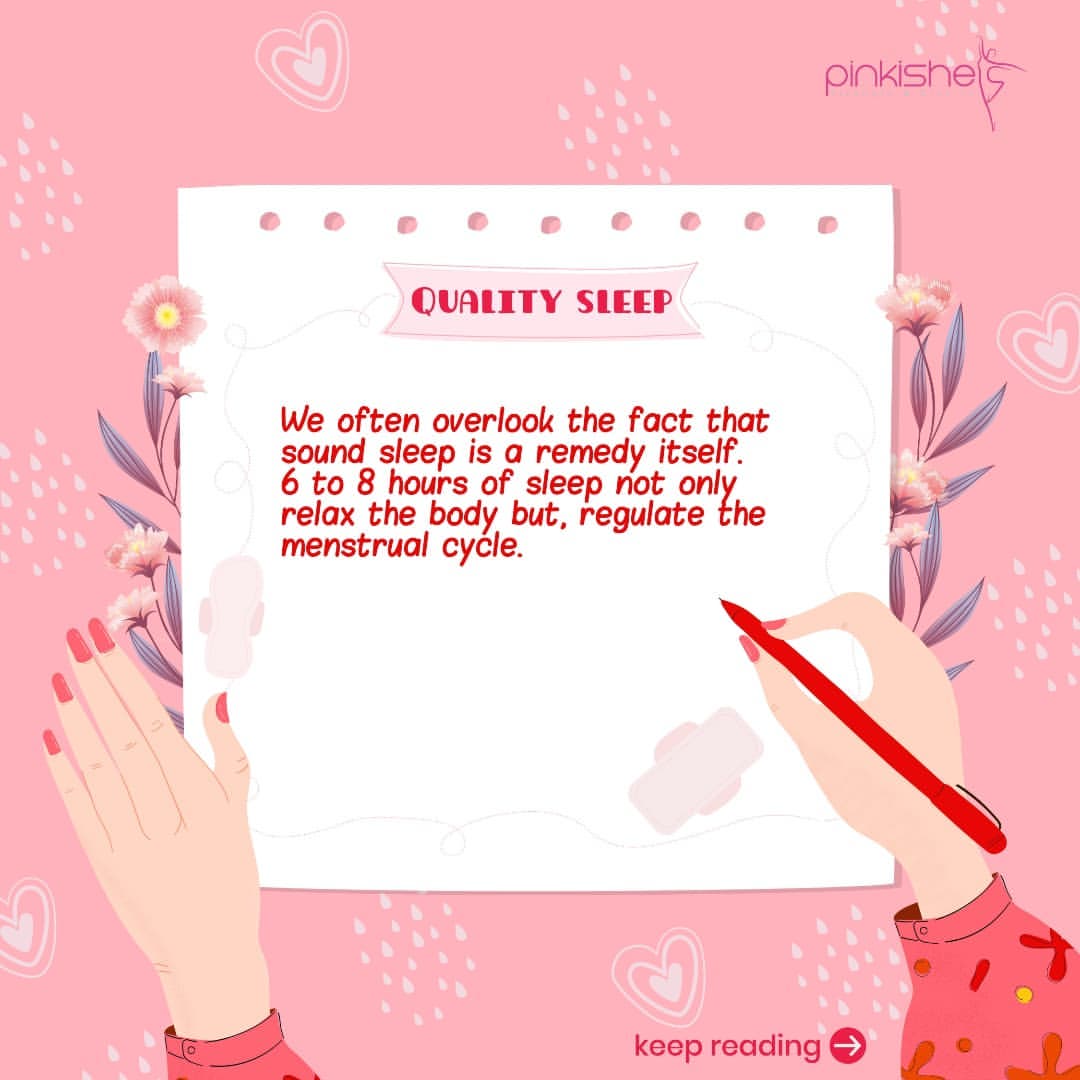 pinkishe
QUALITY SLEEP
We often overlook the fact that
sound sleep is a remedy itself.
6 to 8 hours of sleep not only
relax the body but, regulate the
menstrual cycle.
keep reading